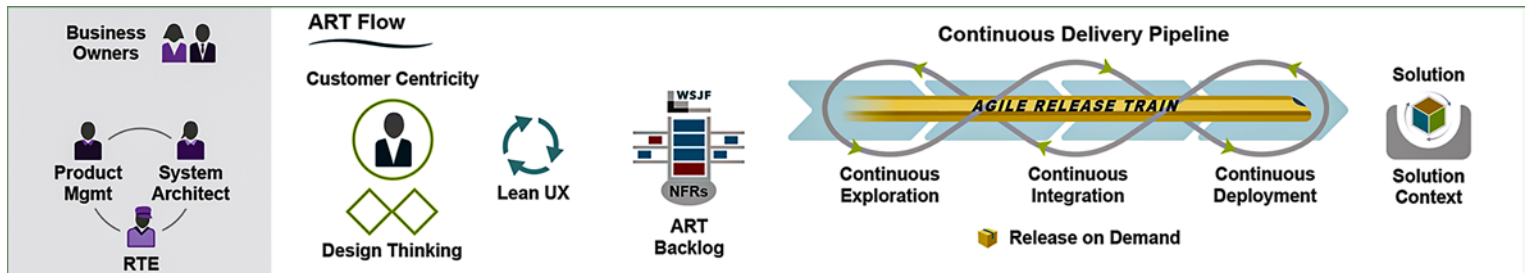 Business
Owners
Product
Mgmt
System
Architect
RTE
ART Flow
Customer Centricity
Design Thinking
Lean UX
WSJF
NFRs
ART
Backlog
Continuous Delivery Pipeline
AGILE RELEASE TRAIN
Continuous
Exploration
Continuous
Integration
Continuous
Deployment
Release on Demand
Solution
Solution
Context